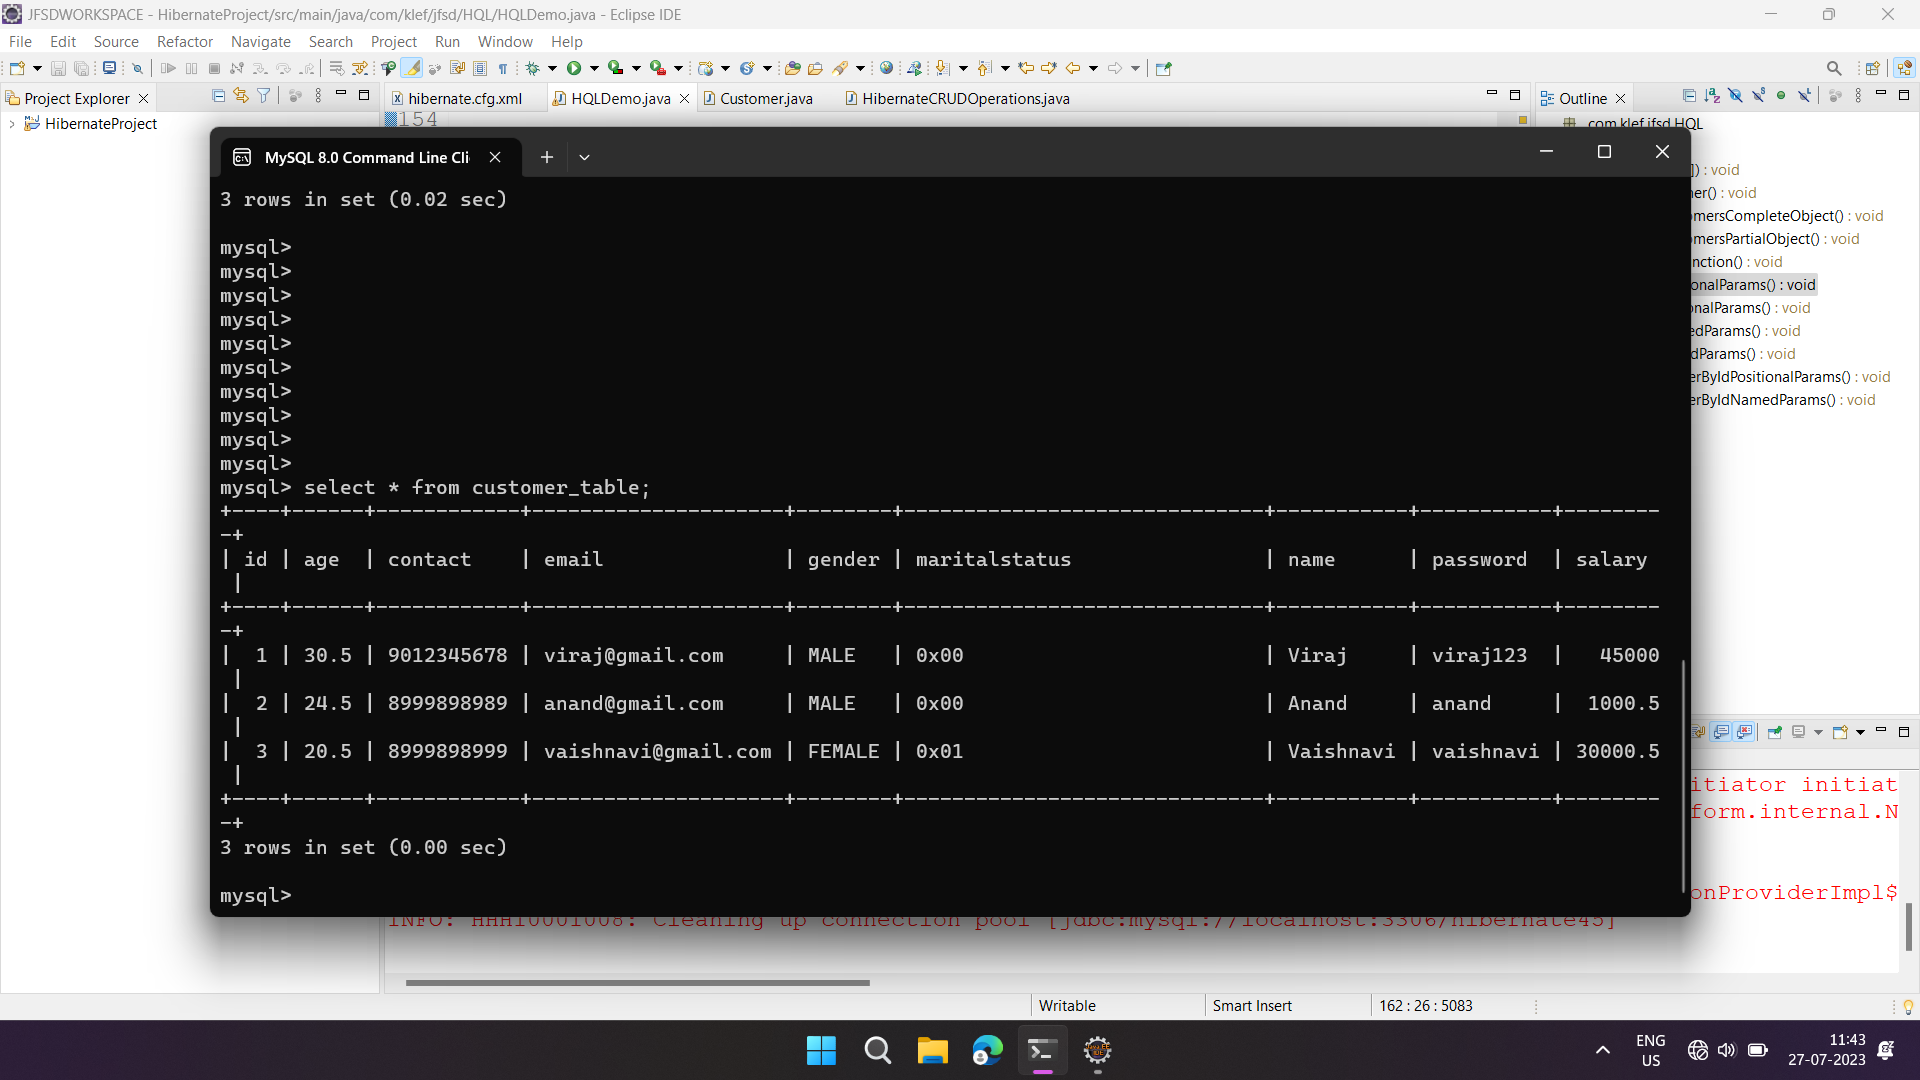 JFSDWORKSPACE - HibernateProject/src/main/java/com/klef/jfsd/HQL/HQLDemo.java - Eclipse IDE
File Edit Source Refactor Navigate Search Project Run Window Help
Project Explorer
HibernateProject
hibernate.cfg.xml HQLDemo.java Customer.java HibernateCRUDOperations.java
154
Outline
com.klef.jfsd.HQL
) : void
ner() : void
omersCompleteObject() : void
omersPartialObject() : void
nction() : void
onalParams() : void
onalParams() : void
edParams() : void
dParams() : void
erByIdPositionalParams() : void
erByIdNamedParams() : void
MySQL 8.0 Command Line Cli
3 rows in set (0.02 sec)
mysql>
mysql>
mysql>
mysql>
mysql>
mysql>
mysql>
mysql>
mysql>
mysql>
mysql> select * from customer_table;
+----+------+------------+---------------------+--------+------------------------------+-----------+-----------+--------
-+
| id | age  | contact    | email               | gender | maritalstatus                | name      | password  | salary
 |
+----+------+------------+---------------------+--------+------------------------------+-----------+-----------+--------
-+
|  1 | 30.5 | 9012345678 | viraj@gmail.com     | MALE   | 0x00                         | Viraj     | viraj123  |   45000
 |
|  2 | 24.5 | 8999898989 | anand@gmail.com     | MALE   | 0x00                         | Anand     | anand     |  1000.5
 |
|  3 | 20.5 | 8999898999 | vaishnavi@gmail.com | FEMALE | 0x01                         | Vaishnavi | vaishnavi | 30000.5
 |
+----+------+------------+---------------------+--------+------------------------------+-----------+-----------+--------
-+
3 rows in set (0.00 sec)
mysql>
itiator initiat
form.internal.N
onProviderImpl$
INFO: HHH10001008: Cleaning up connection pool [jdbc:mysql://localhost:3306/hibernate45]
Writable Smart Insert 162 : 26 : 5083
ENG
US
11:43
27-07-2023